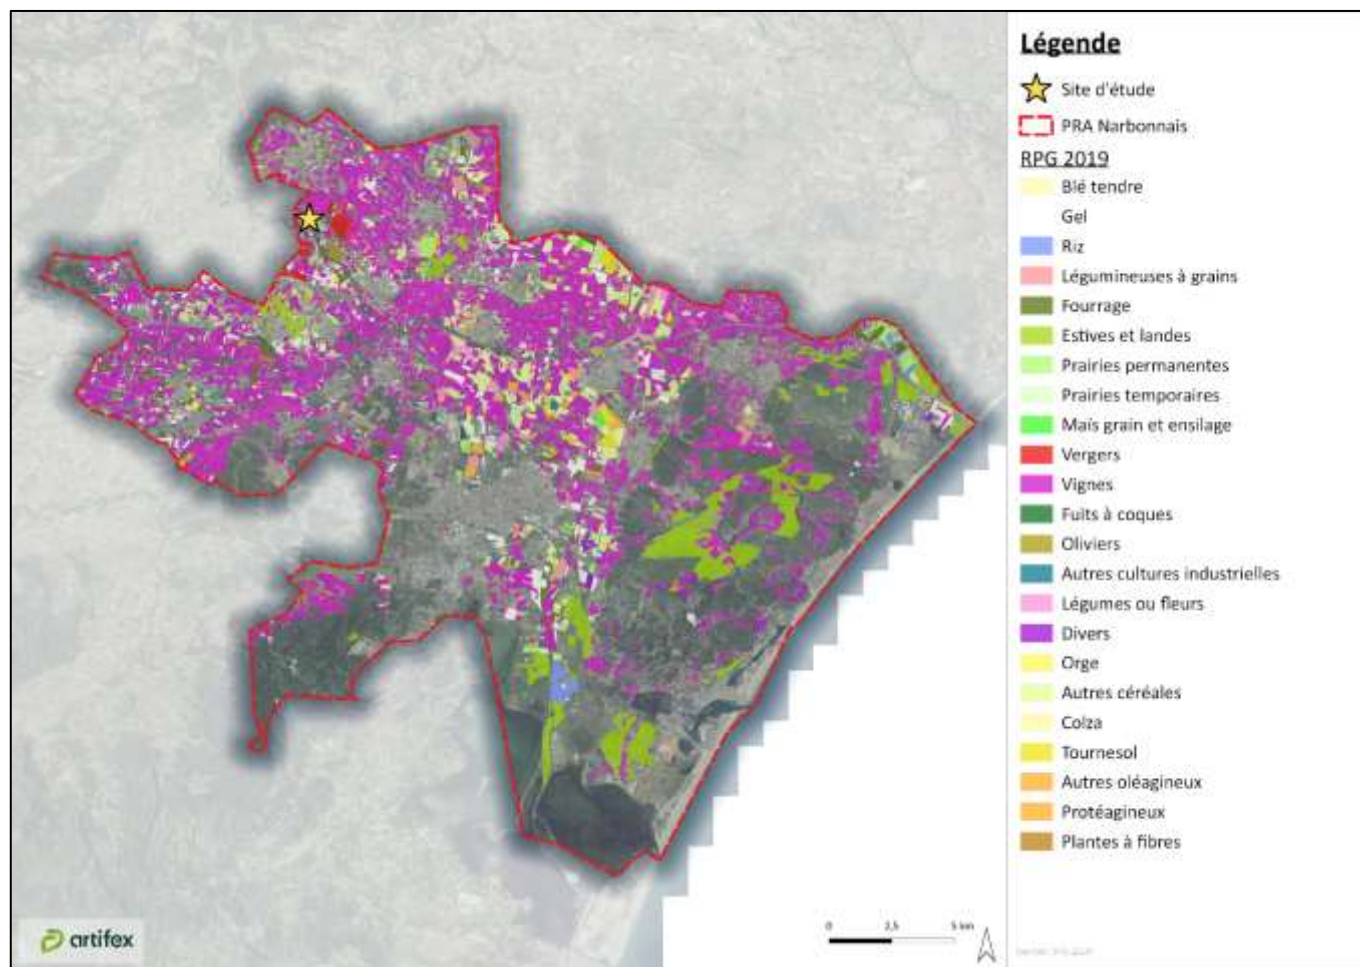 Légende
Site d'étude
PRA Narbonnais
RPG 2019
Blé tendre
Gel
Riz
Légumineuses à grains
Fourrage
Estives et landes
Prairies permanentes
Prairies temporaires
Maïs grain et ensilage
Vergers
Vignes
Fuits à coques
Oliviers
Autres cultures industrielles
Légumes ou fleurs
Divers
Orge
Autres céréales
Colza
Tournesol
Autres oléagineux
Protéagineux
Plantes à fibres
0 2,5 5 km
artifex